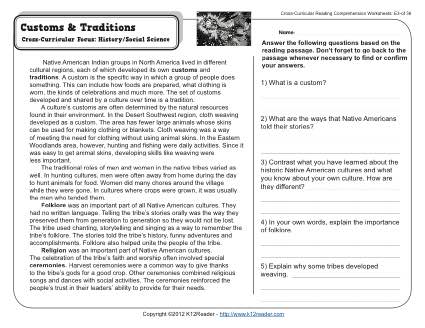 Cross-Curricular Reading Comprehension Worksheets: E3 of 36
Customs & Traditions
Cross-Curricular Focus: History/Social Science
Native American Indian groups in North America lived in different
cultural regions, each of which developed its own customs and
traditions. A custom is the specific way in which a group of people does
something. This can include how foods are prepared, what clothing is
worn, the kinds of celebrations and much more. The set of customs
developed and shared by a culture over time is a tradition.
A culture's customs are often determined by the natural resources
found in their environment. In the Desert Southwest region, cloth weaving
developed as a custom. The area has fewer large animals whose skins
can be used for making clothing or blankets. Cloth weaving was a way
of meeting the need for clothing without using animal skins. In the Eastern
Woodlands area, however, hunting and fishing were daily activities. Since it
was easy to get animal skins, developing skills like weaving were
less important.
The traditional roles of men and women in the native tribes varied as
well. In hunting cultures, men were often away from home during the day
to hunt animals for food. Women did many chores around the village
while they were gone. In cultures where crops were grown, it was usually
the men who tended them.
Folklore was an important part of all Native American cultures. They
had no written language. Telling the tribe's stories orally was the way they
preserved them from generation to generation so they would not be lost.
The tribe used chanting, storytelling and singing as a way to remember the
tribe's folklore. The stories told the tribe's history, funny adventures and
accomplishments. Folklore also helped unite the people of the tribe.
Religion was an important part of Native American cultures.
The celebration of the tribe's faith and worship often involved special
ceremonies. Harvest ceremonies were a common way to give thanks
to the tribe's gods for a good crop. Other ceremonies combined religious
songs and dances with social activities. The ceremonies reinforced the
people's trust in their leaders' ability to provide for their needs.
Name:
Answer the following questions based on the
reading passage. Don't forget to go back to the
passage whenever necessary to find or confirm
your answers.
1) What is a custom?
2) What are the ways that Native Americans
told their stories?
3) Contrast what you have learned about the
historic Native American cultures and what
you know about your own culture. How are
they different?
4) In your own words, explain the importance
of folklore.
5) Explain why some tribes developed
weaving.
Copyright ©2012 K12Reader - http://www.k12reader.com